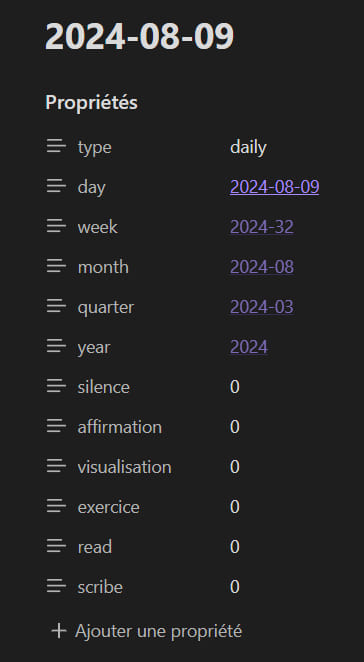 2024-08-09
Propriétés
type daily
day 2024-08-09
week 2024-32
month 2024-08
quarter 2024-03
year 2024
silence 0
affirmation 0
visualisation 0
exercice 0
read 0
scribe 0
+ Ajouter une propriété